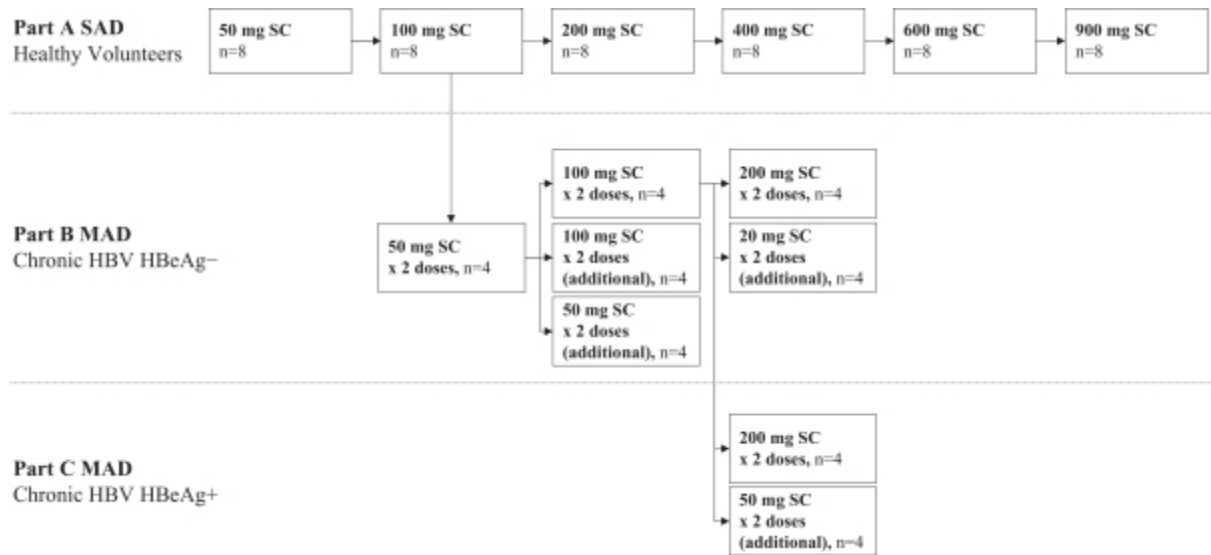 Part A SAD
Healthy Volunteers
50 mg SC
n=8
100 mg SC
n=8
200 mg SC
n=8
400 mg SC
n=8
600 mg SC
n=8
900 mg SC
n=8
Part B MAD
Chronic HBV HBeAg−
50 mg SC
x 2 doses, n=4
100 mg SC
x 2 doses, n=4
100 mg SC
x 2 doses
(additional), n=4
50 mg SC
x 2 doses
(additional), n=4
200 mg SC
x 2 doses, n=4
20 mg SC
x 2 doses
(additional), n=4
Part C MAD
Chronic HBV HBeAg+
200 mg SC
x 2 doses, n=4
50 mg SC
x 2 doses
(additional), n=4